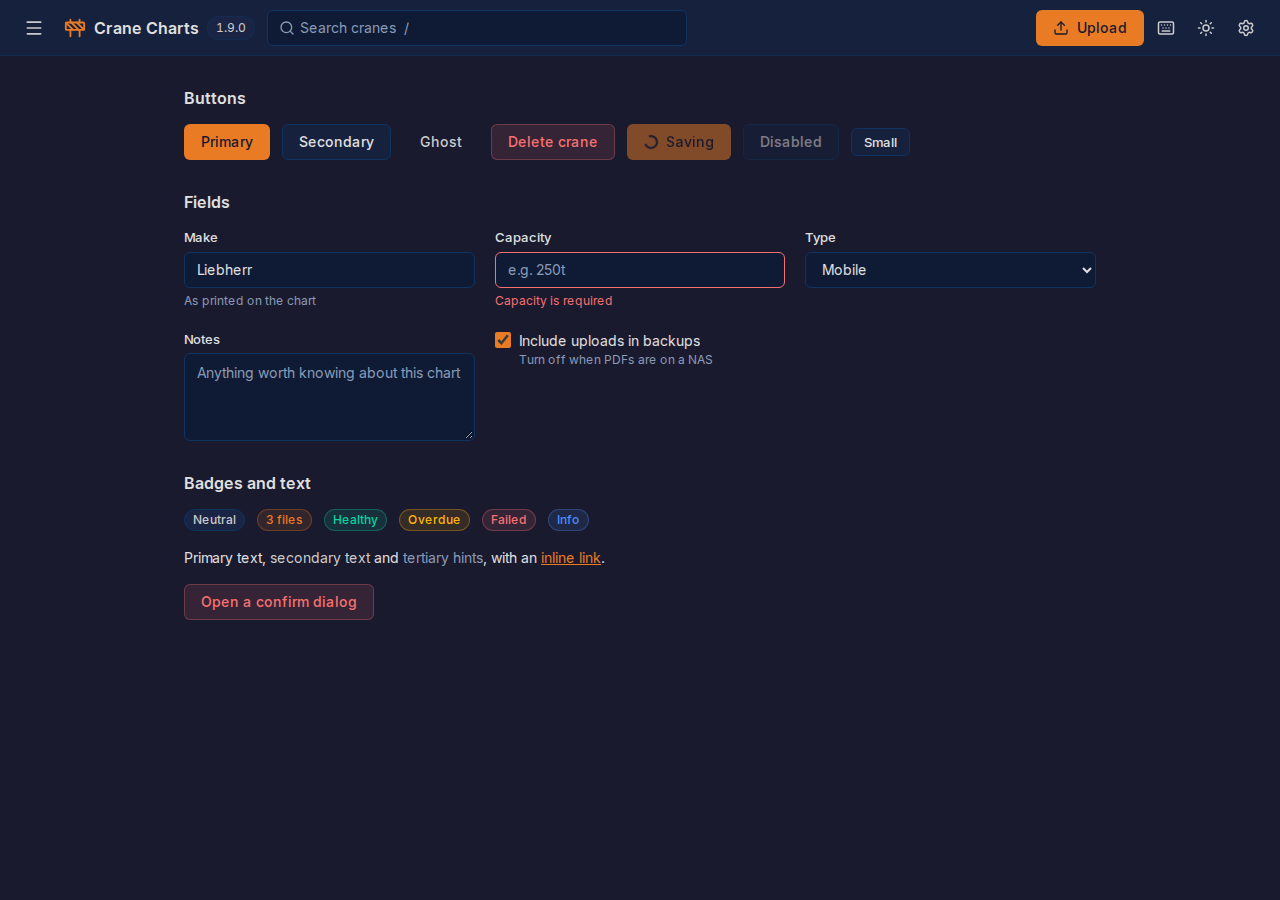 Crane Charts 1.9.0 Search cranes / Upload
Buttons
Primary Secondary Ghost Delete crane Saving Disabled Small
Fields
Make Capacity Type
Liebherr e.g. 250t Mobile
As printed on the chart Capacity is required
Notes Include uploads in backups
Turn off when PDFs are on a NAS
Anything worth knowing about this chart
Badges and text
Neutral 3 files Healthy Overdue Failed Info
Primary text, secondary text and tertiary hints, with an inline link.
Open a confirm dialog